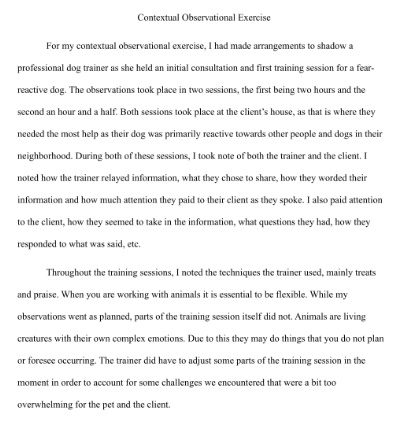 Contextual Observational Exercise
For my contextual observational exercise, I had made arrangements to shadow a
professional dog trainer as she held an initial consultation and first training session for a fear-
reactive dog. The observations took place in two sessions, the first being two hours and the
second an hour and a half. Both sessions took place at the client's house, as that is where they
needed the most help as their dog was primarily reactive towards other people and dogs in their
neighborhood. During both of these sessions, I took note of both the trainer and the client. I
noted how the trainer relayed information, what they chose to share, how they worded their
information and how much attention they paid to their client as they spoke. I also paid attention
to the client, how they seemed to take in the information, what questions they had, how they
responded to what was said, etc.
Throughout the training sessions, I noted the techniques the trainer used, mainly treats
and praise. When you are working with animals it is essential to be flexible. While my
observations went as planned, parts of the training session itself did not. Animals are living
creatures with their own complex emotions. Due to this they may do things that you do not plan
or foresee occurring. The trainer did have to adjust some parts of the training session in the
moment in order to account for some challenges we encountered that were a bit too
overwhelming for the pet and the client.